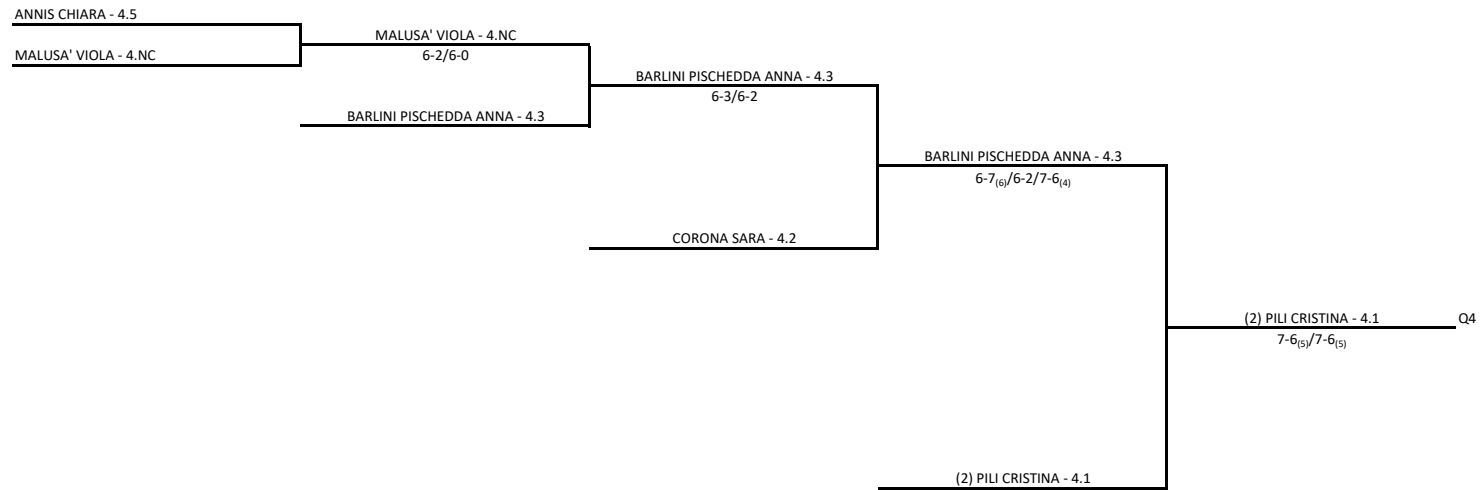 ANNIS CHIARA - 4.5
MALUSA' VIOLA - 4.NC
MALUSA' VIOLA - 4.NC
6-2/6-0
BARLINI PISCHEDDA ANNA - 4.3
6-3/6-2
BARLINI PISCHEDDA ANNA - 4.3
BARLINI PISCHEDDA ANNA - 4.3
6-7(6)/6-2/7-6(4)
CORONA SARA - 4.2
(2) PILI CRISTINA - 4.1 Q4
7-6(5)/7-6(5)
(2) PILI CRISTINA - 4.1